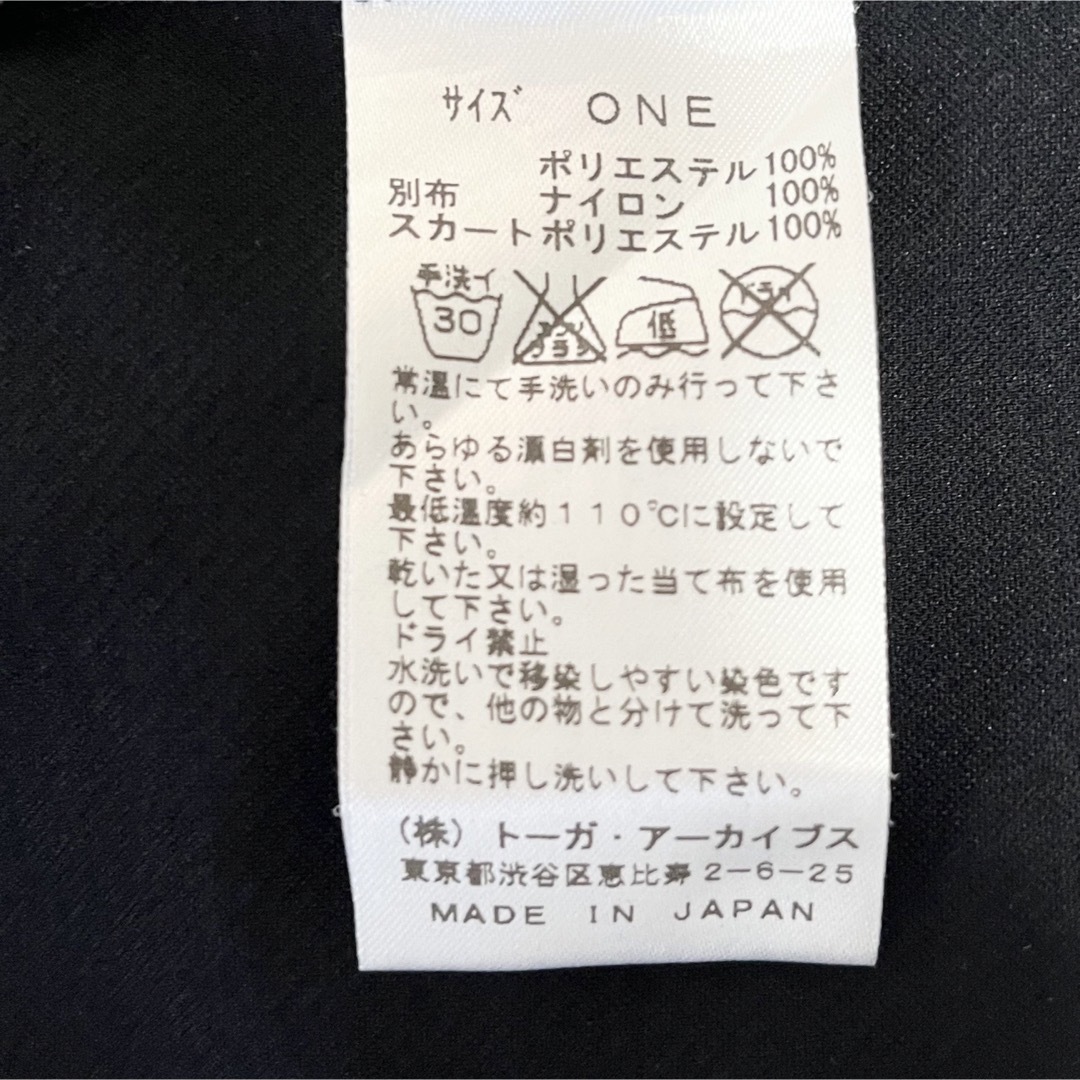 ｻｲｽﾞ ONE
ポリエステル100%
別布 ナイロン 100%
スカートポリエステル100%
手洗イ
30
エンソ
サラシ
低
ドライ
常温にて手洗いのみ行って下さ
い。
あらゆる漂白剤を使用しないで
下さい。
最低温度約１１０℃に設定して
下さい。
乾いた又は湿った当て布を使用
して下さい。
ドライ禁止
水洗いで移染しやすい染色です
ので、他の物と分けて洗って下
さい。
静かに押し洗いして下さい。
（株）トーガ・アーカイブス
東京都渋谷区恵比寿２−６−２５
MADE IN JAPAN